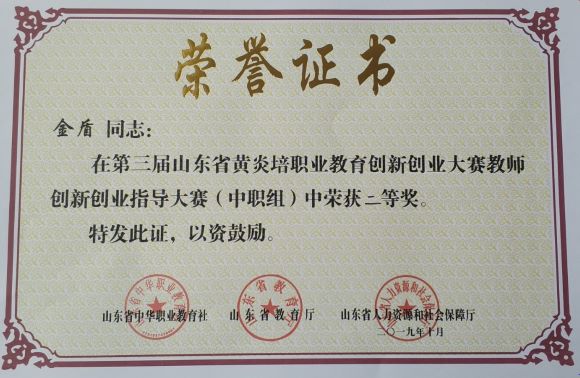 荣誉证书
金盾 同志：
在第三届山东省黄炎培职业教育创新创业大赛教师
创新创业指导大赛（中职组）中荣获二等奖。
特发此证，以资鼓励。
山东省中华职业教育社 山东省教育厅 山东省人力资源和社会保障厅
二〇一九年十月